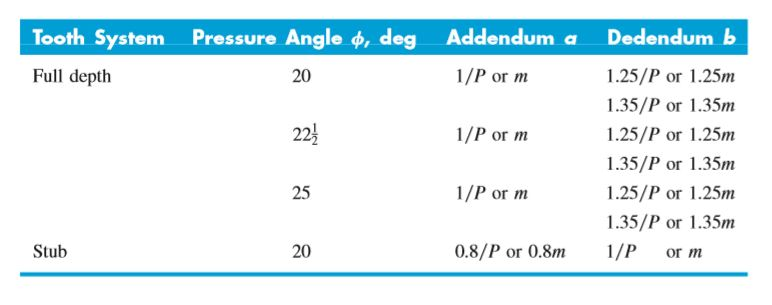 Tooth System Pressure Angle ϕ, deg Addendum a Dedendum b
Full depth 20 1/P or m 1.25/P or 1.25m
1.35/P or 1.35m
22½ 1/P or m 1.25/P or 1.25m
1.35/P or 1.35m
25 1/P or m 1.25/P or 1.25m
1.35/P or 1.35m
Stub 20 0.8/P or 0.8m 1/P or m